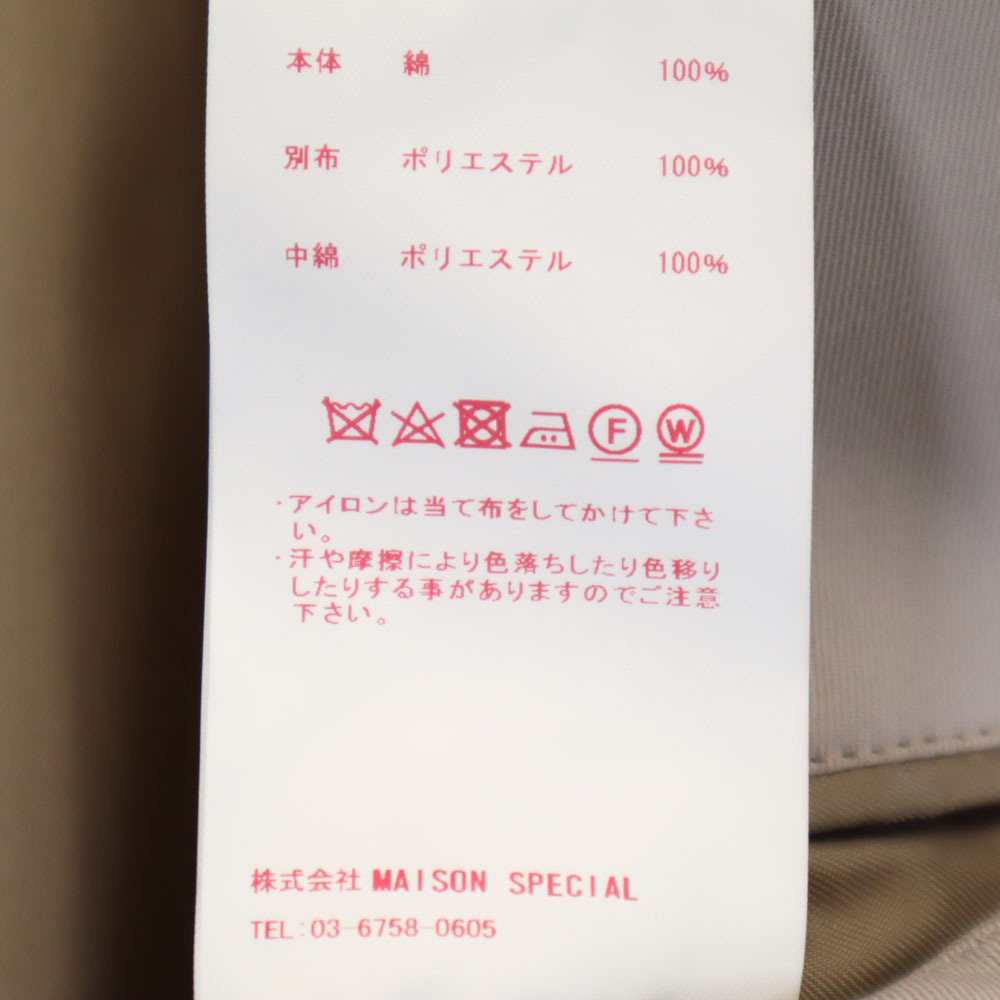 本体 綿 100%
別布 ポリエステル 100%
中綿 ポリエステル 100%
F W
・アイロンは当て布をしてかけて下さ
い。
・汗や摩擦により色落ちしたり色移り
したりする事がありますのでご注意
下さい。
株式会社 MAISON SPECIAL
TEL:03-6758-0605